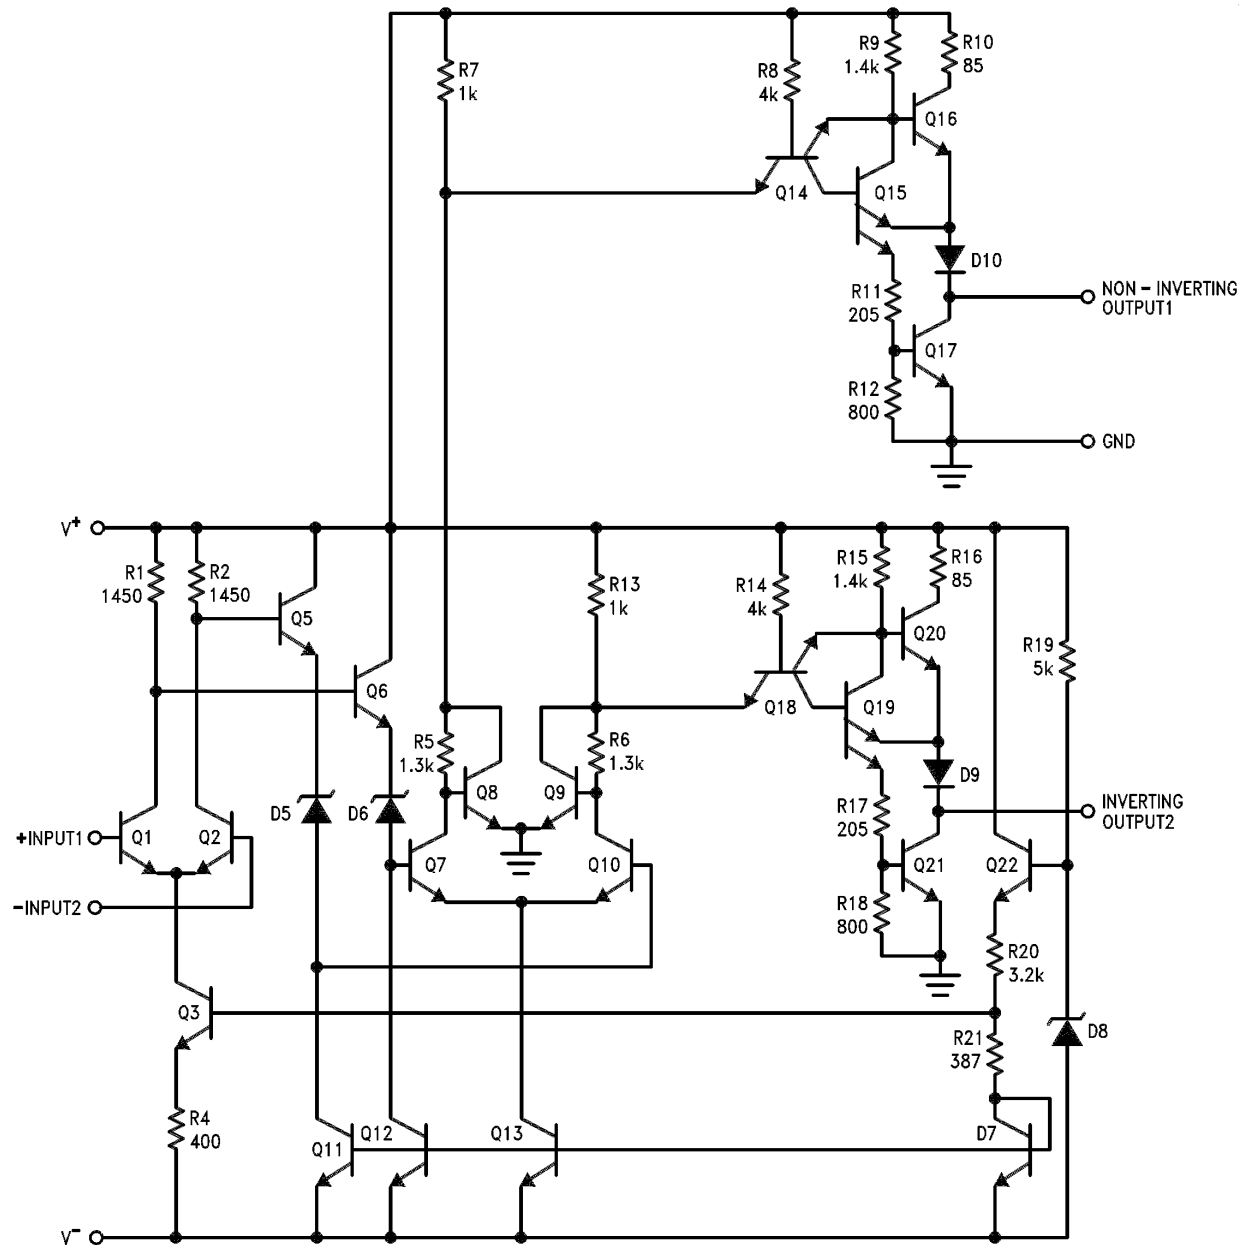 R7
1k
R8
4k
R9
1.4k
R10
85
Q16
Q14
Q15
D10
R11
205
NON – INVERTING
OUTPUT1
Q17
R12
800
GND
V+
R1
1450
R2
1450
Q5
Q6
R13
1k
R14
4k
R15
1.4k
R16
85
Q20
R19
5k
Q18
Q19
R5
1.3k
R6
1.3k
Q8
Q9
D5
D6
D9
R17
205
INVERTING
OUTPUT2
+INPUT1
Q1
Q2
Q7
Q10
Q21
Q22
-INPUT2
R18
800
R20
3.2k
Q3
R21
387
D8
R4
400
Q11
Q12
Q13
D7
V-